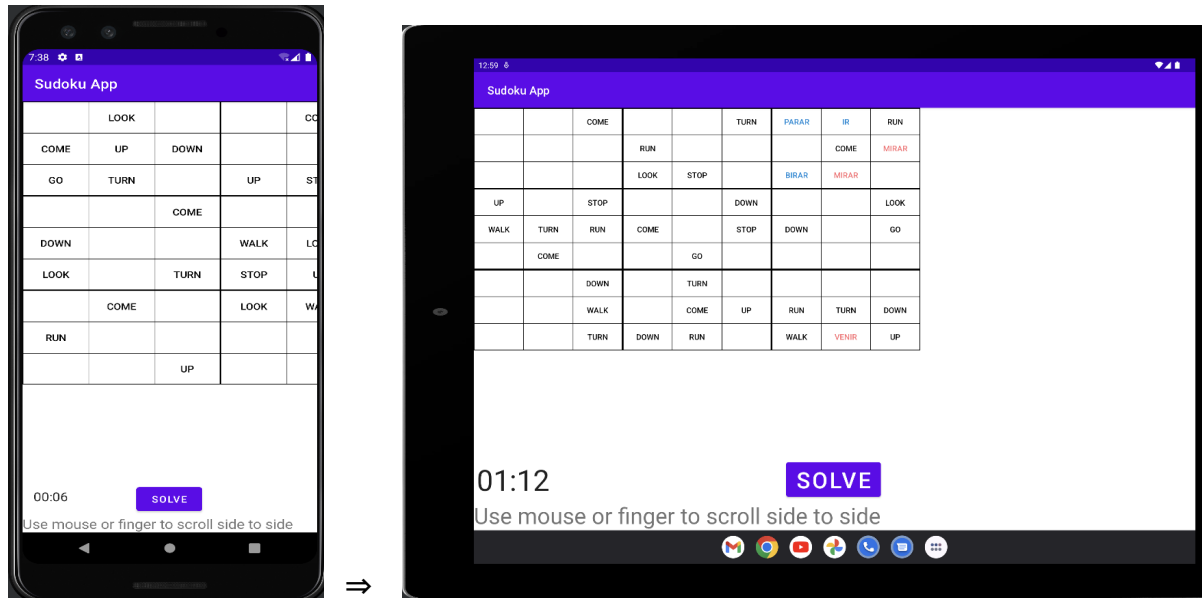 7:38
Sudoku App
LOOK CO
COME UP DOWN
GO TURN UP ST
COME
DOWN WALK LO
LOOK TURN STOP U
COME LOOK WA
RUN
UP
00:06 SOLVE
Use mouse or finger to scroll side to side
⇒
12:59
Sudoku App
COME TURN PARAR IR RUN
RUN COME MIRAR
LOOK STOP BIRAR MIRAR
UP STOP DOWN LOOK
WALK TURN RUN COME STOP DOWN GO
COME GO
DOWN TURN
WALK COME UP RUN TURN DOWN
TURN DOWN RUN WALK VENIR UP
01:12 SOLVE
Use mouse or finger to scroll side to side